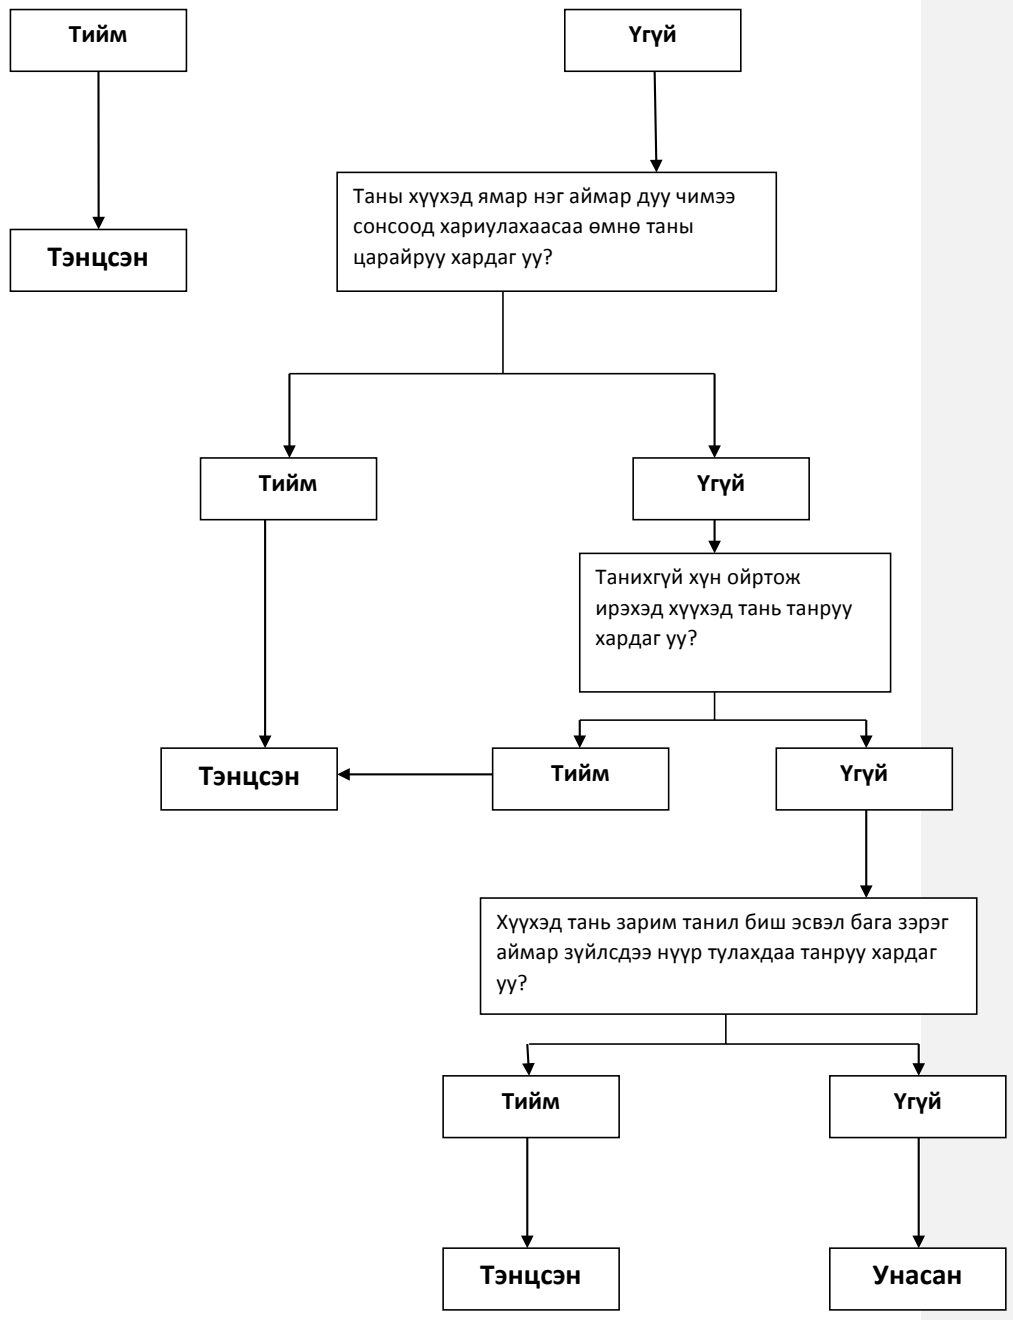 Тийм
Үгүй
Таны хүүхэд ямар нэг аймар дуу чимээ
сонсоод хариулахаасаа өмнө таны
царайруу хардаг уу?
Тэнцсэн
Тийм
Үгүй
Танихгүй хүн ойртож
ирэхэд хүүхэд тань танруу
хардаг уу?
Тэнцсэн
Тийм
Үгүй
Хүүхэд тань зарим танил биш эсвэл бага зэрэг
аймар зүйлсдээ нүүр тулахдаа танруу хардаг
уу?
Тийм
Үгүй
Тэнцсэн
Унасан